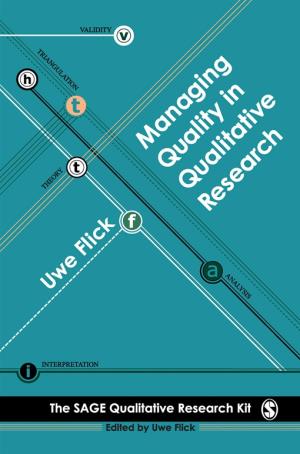 VALIDITY
v
TRIANGULATION
h
t
Managing
Quality in
Qualitative
Research
t
THEORY
Uwe Flick
f
a
ANALYSIS
i
INTERPRETATION
The SAGE Qualitative Research Kit
S
Edited by Uwe Flick